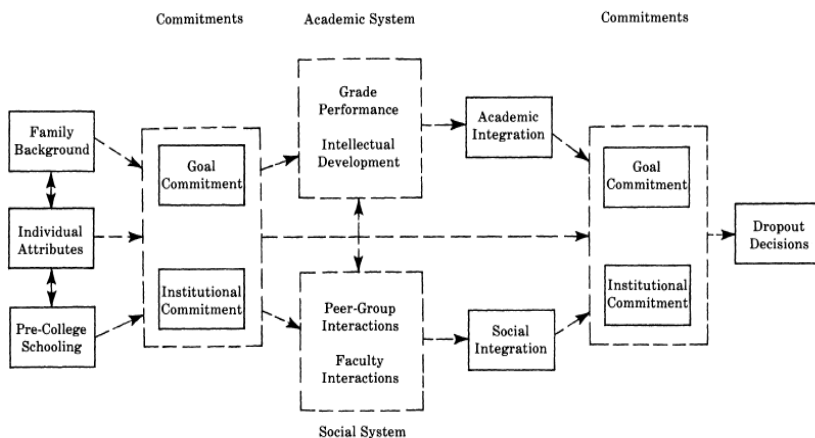 Commitments
Academic System
Commitments
Family
Background
Individual
Attributes
Pre-College
Schooling
Goal
Commitment
Institutional
Commitment
Grade
Performance
Intellectual
Development
Peer-Group
Interactions
Faculty
Interactions
Social System
Academic
Integration
Social
Integration
Goal
Commitment
Institutional
Commitment
Dropout
Decisions